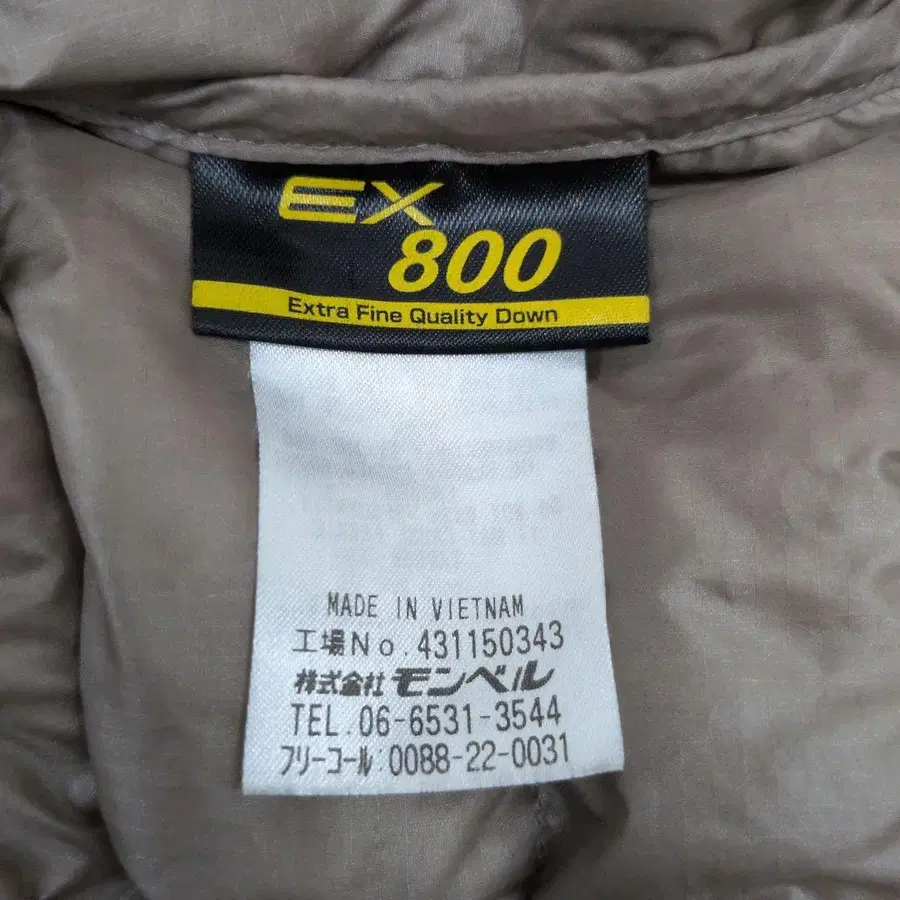 EX
800
Extra Fine Quality Down
MADE IN VIETNAM
工場No.431150343
株式会社 モンベル
TEL.06-6531-3544
フリーコール:0088-22-0031